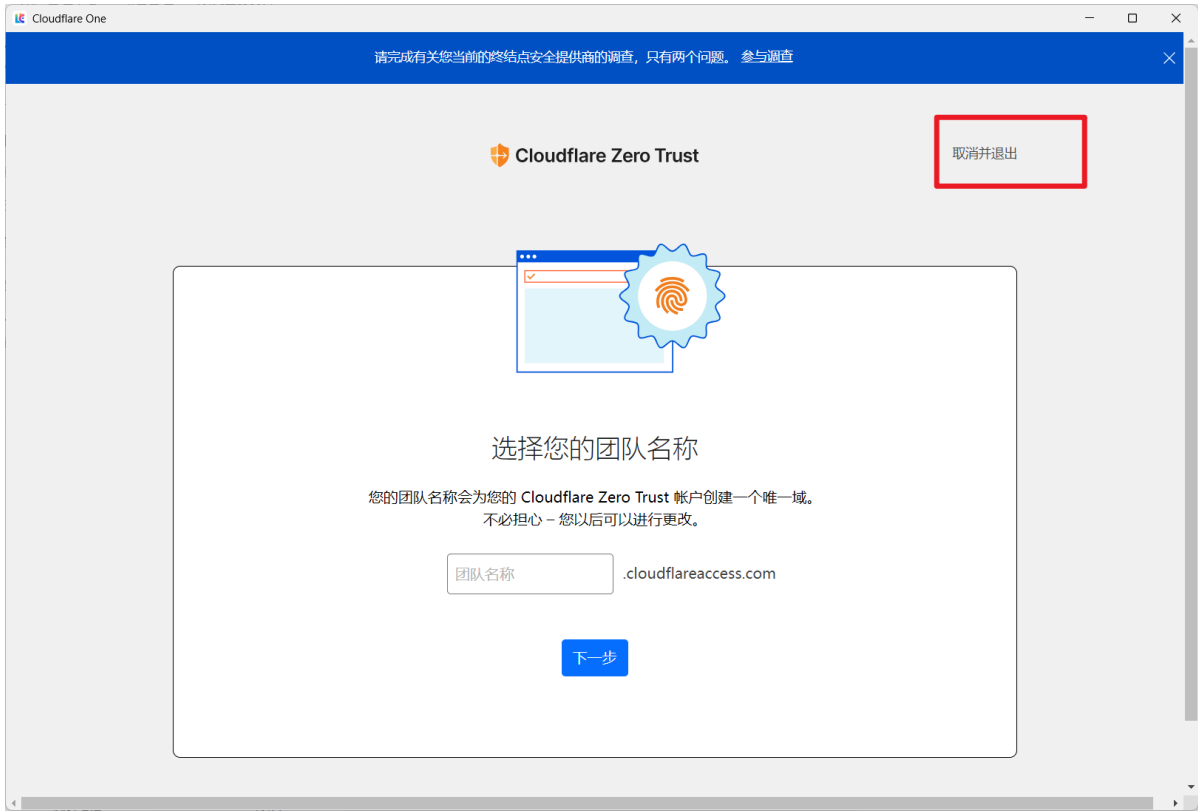 Cloudflare One
请完成有关您当前的终结点安全提供商的调查，只有两个问题。 参与调查
Cloudflare Zero Trust
取消并退出
选择您的团队名称
您的团队名称会为您的 Cloudflare Zero Trust 帐户创建一个唯一域。
不必担心 – 您以后可以进行更改。
团队名称 .cloudflareaccess.com
下一步